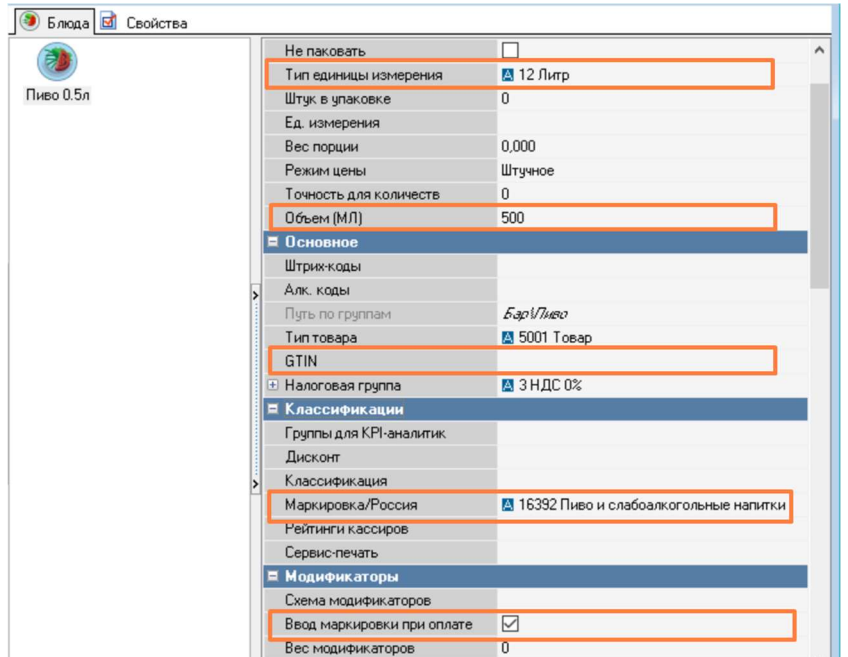 Блюда Свойства
Пиво 0.5л
Не паковать
Тип единицы измерения 12 Литр
Штук в упаковке 0
Ед. измерения
Вес порции 0,000
Режим цены Штучное
Точность для количеств 0
Объем (МЛ) 500
Основное
Штрих-коды
Алк. коды
Путь по группам Бар\Пиво
Тип товара 5001 Товар
GTIN
Налоговая группа 3 НДС 0%
Классификации
Группы для KPI-аналитик
Дисконт
Классификация
Маркировка/Россия 16392 Пиво и слабоалкогольные напитки
Рейтинги кассиров
Сервис-печать
Модификаторы
Схема модификаторов
Ввод маркировки при оплате
Вес модификаторов 0